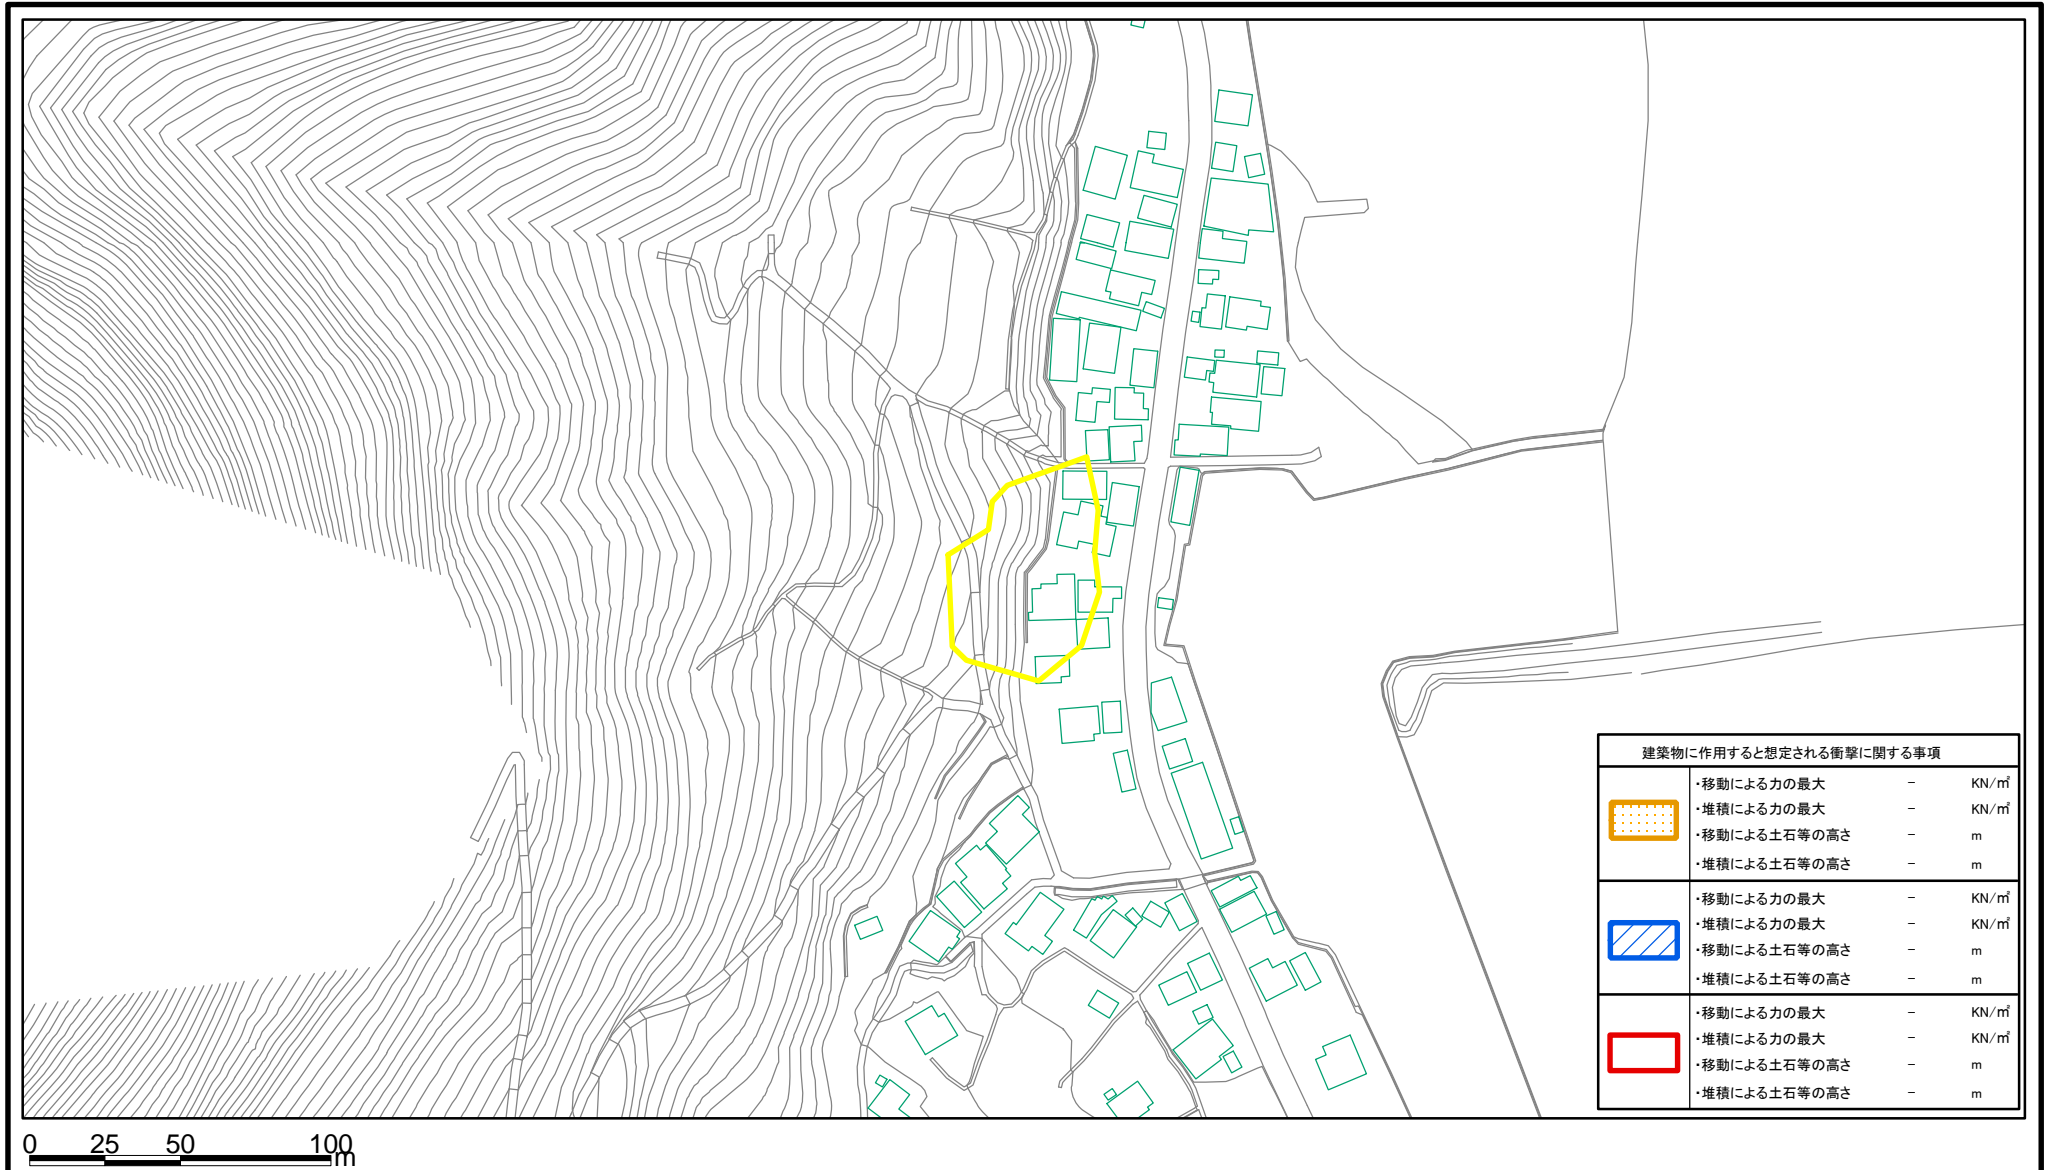 建築物に作用すると想定される衝撃に関する事項
・移動による力の最大 － KN/㎡
・堆積による力の最大 － KN/㎡
・移動による土石等の高さ － m
・堆積による土石等の高さ － m
・移動による力の最大 － KN/㎡
・堆積による力の最大 － KN/㎡
・移動による土石等の高さ － m
・堆積による土石等の高さ － m
・移動による力の最大 － KN/㎡
・堆積による力の最大 － KN/㎡
・移動による土石等の高さ － m
・堆積による土石等の高さ － m
0 25 50 100
m